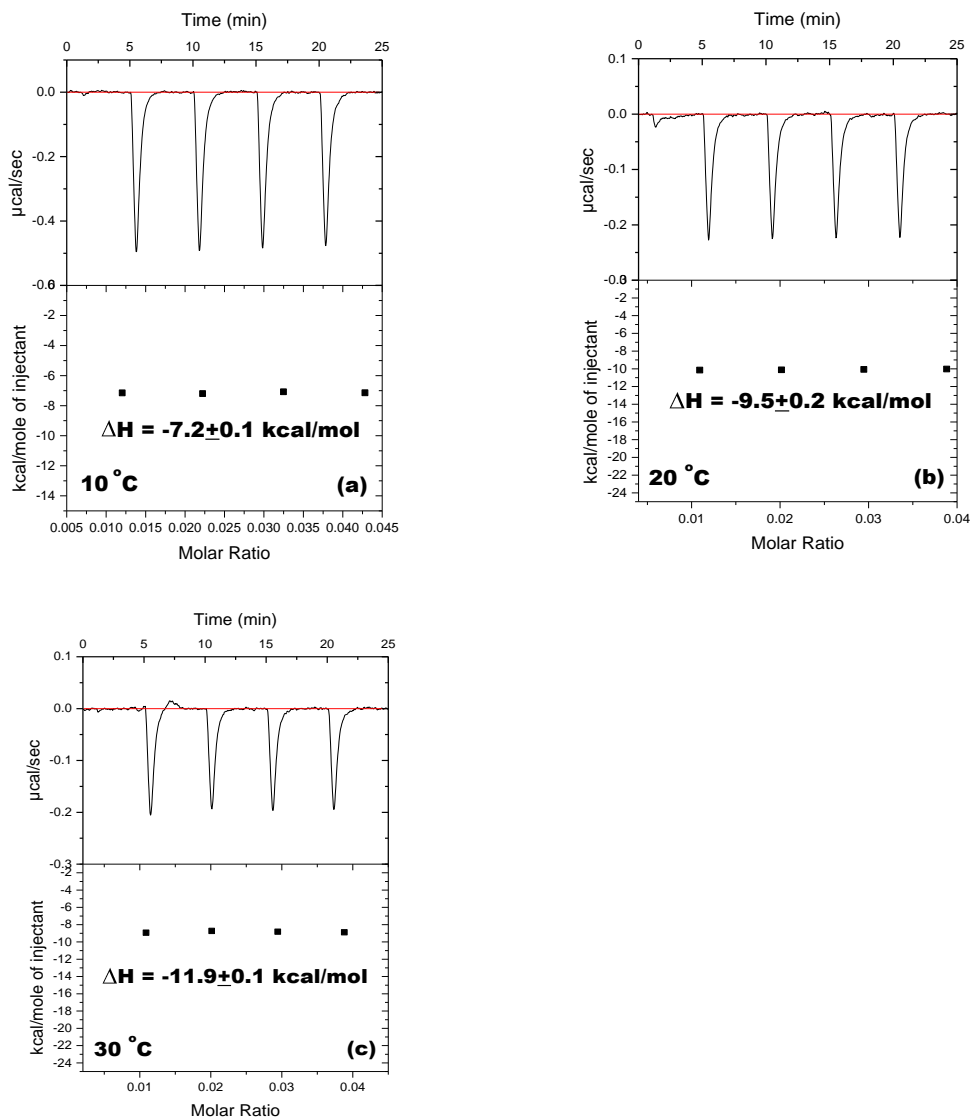 Time (min)
0 5 10 15 20 25
0.0
-0.2
-0.4
-0.6
µcal/sec
0
-2
-4
-6
-8
-10
-12
-14
kcal/mole of injectant
ΔH = -7.2±0.1 kcal/mol
10 °C (a)
0.005 0.010 0.015 0.020 0.025 0.030 0.035 0.040 0.045
Molar Ratio
Time (min)
0 5 10 15 20 25
0.1
0.0
-0.1
-0.2
-0.3
µcal/sec
-2
-4
-6
-8
-10
-12
-14
-16
-18
-20
-22
-24
kcal/mole of injectant
ΔH = -9.5±0.2 kcal/mol
20 °C (b)
0.01 0.02 0.03 0.04
Molar Ratio
Time (min)
0 5 10 15 20 25
0.1
0.0
-0.1
-0.2
-0.3
µcal/sec
-2
-4
-6
-8
-10
-12
-14
-16
-18
-20
-22
-24
kcal/mole of injectant
ΔH = -11.9±0.1 kcal/mol
30 °C (c)
0.01 0.02 0.03 0.04
Molar Ratio